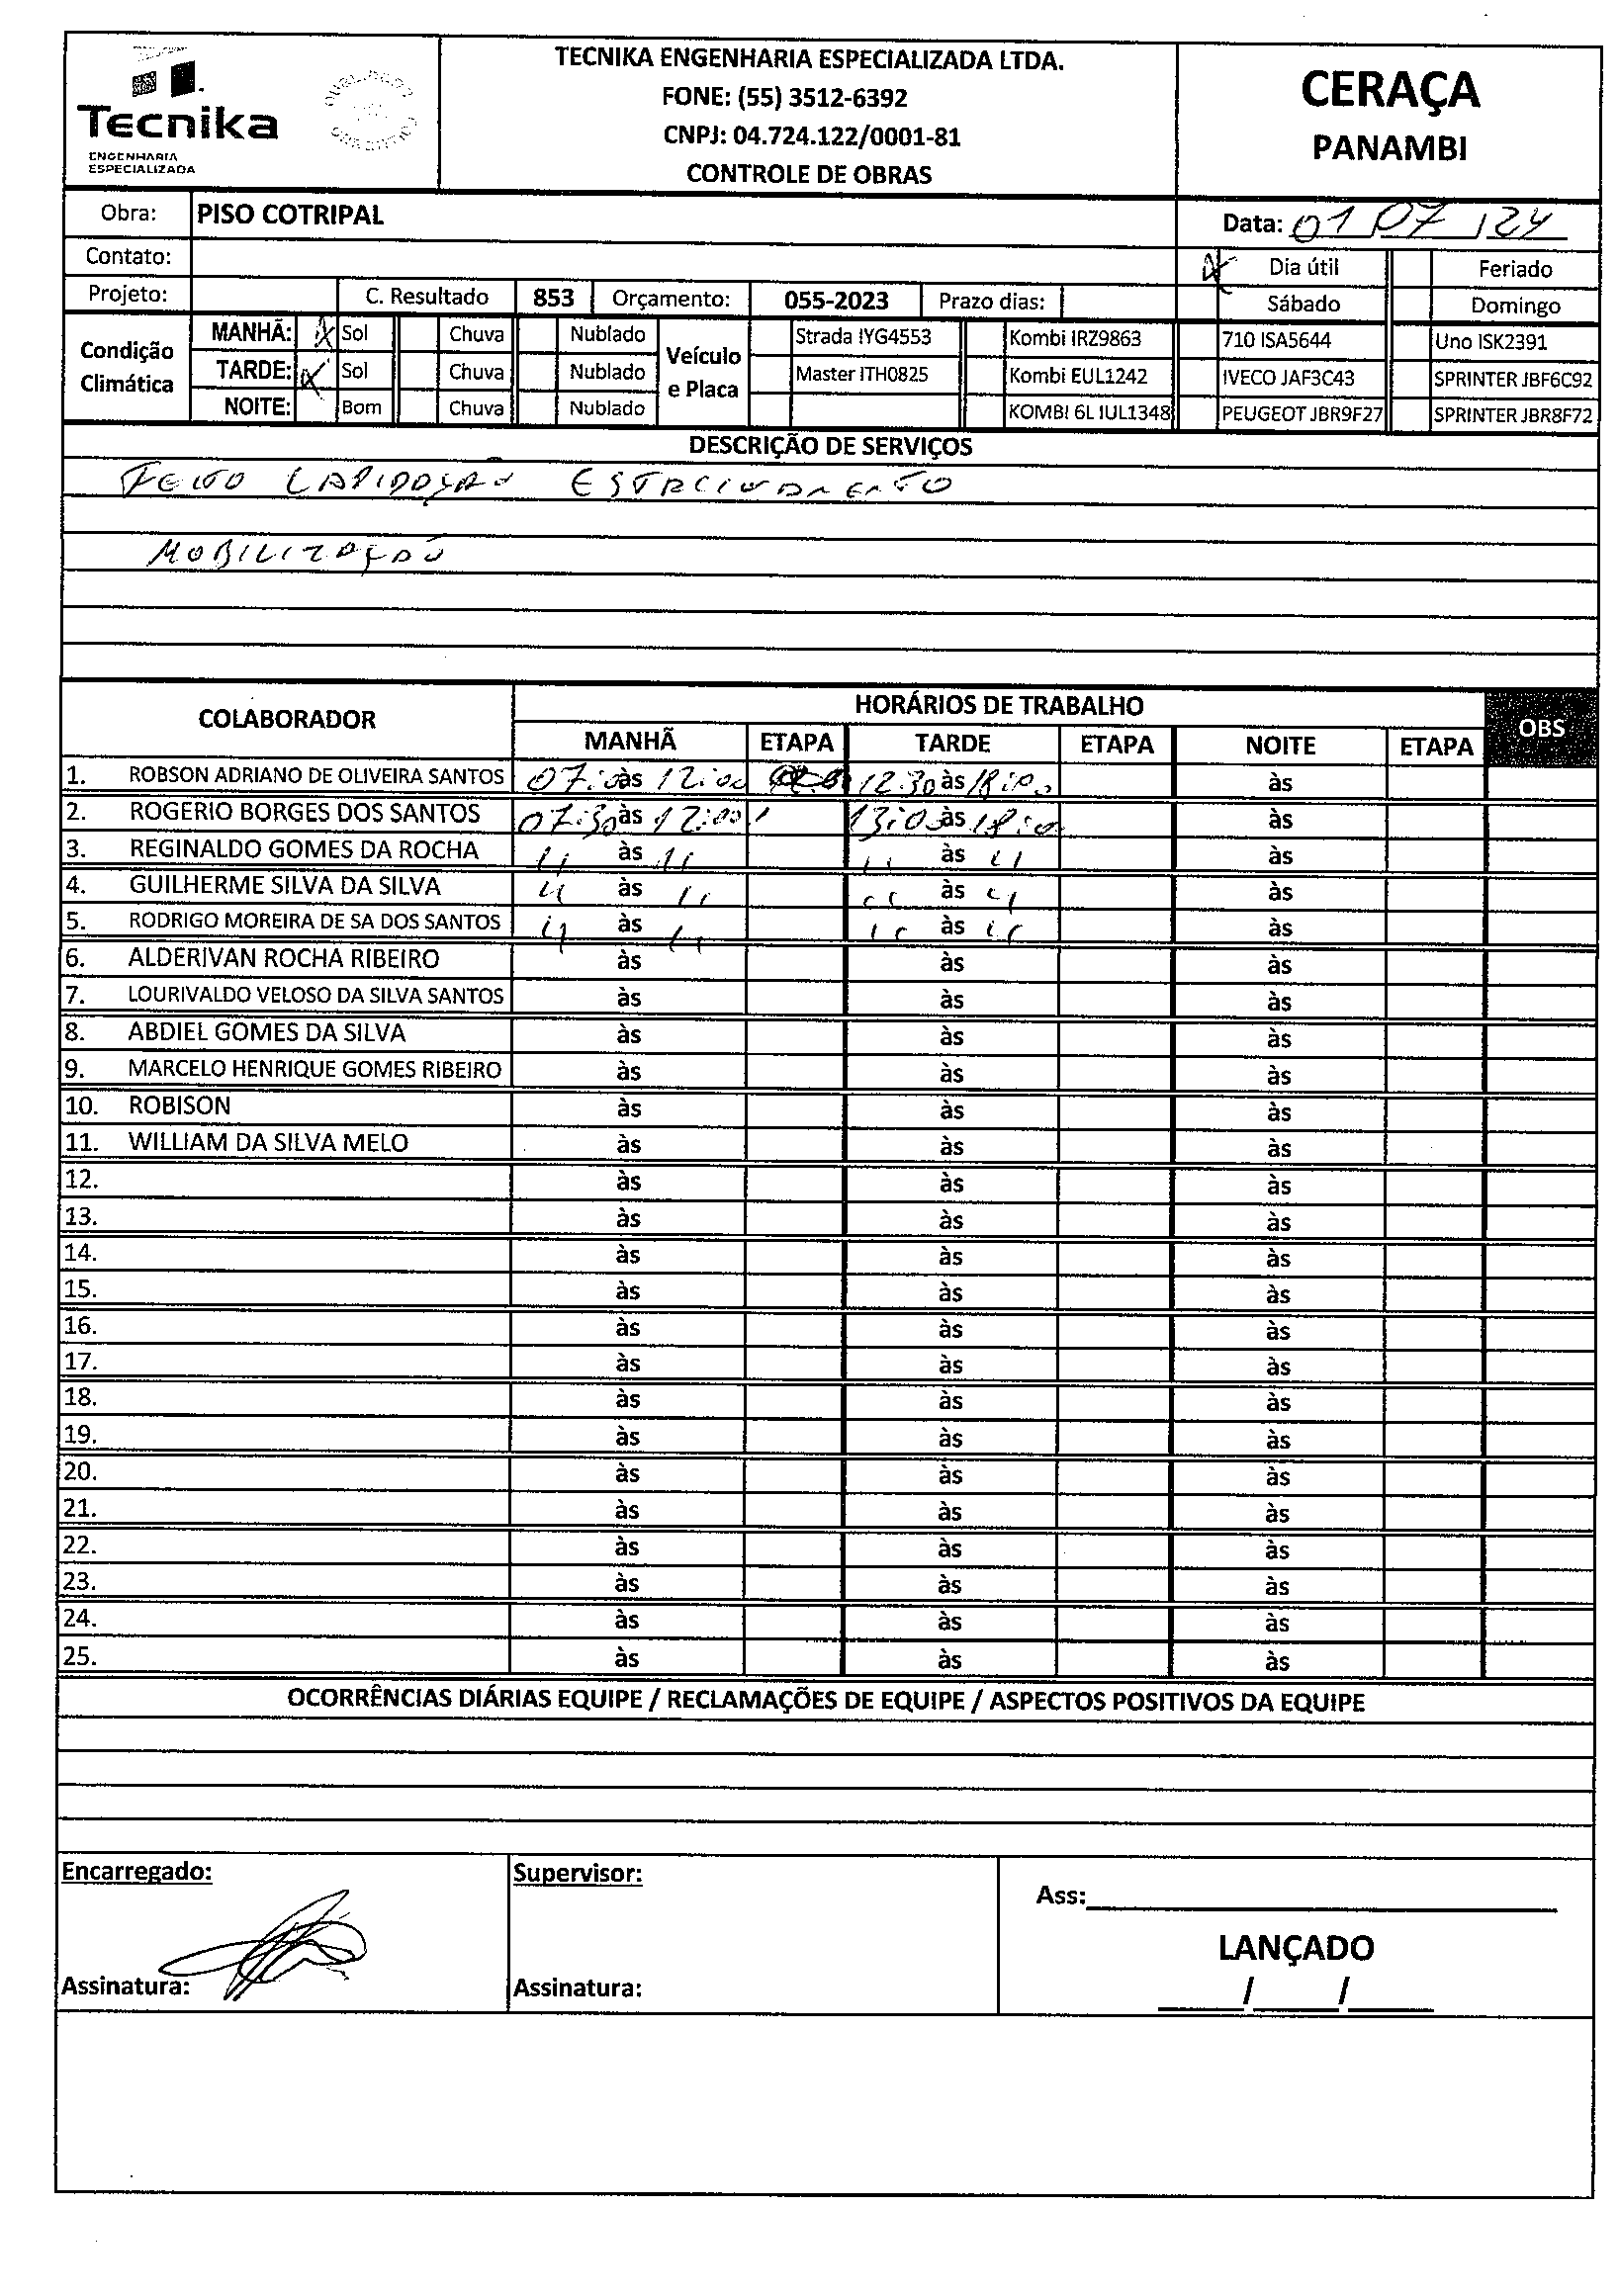 Tecnika
ENGENHARIA
ESPECIALIZADA
TECNIKA ENGENHARIA ESPECIALIZADA LTDA.
FONE: (55) 3512-6392
CNPJ: 04.724.122/0001-81
CONTROLE DE OBRAS
CERAÇA
PANAMBI
Obra: PISO COTRIPAL
Data: 01/07/24
Contato:
X Dia útil Feriado
Projeto: C. Resultado 853 Orçamento: 055-2023 Prazo dias:
Sábado Domingo
Condição Climática
MANHÃ: X Sol Chuva Nublado
TARDE: X Sol Chuva Nublado
NOITE: Bom Chuva Nublado
Veículo e Placa
Strada IYG4553 Kombi IRZ9863 710 ISA5644 Uno ISK2391
Master ITH0825 Kombi EUL1242 IVECO JAF3C43 SPRINTER JBF6C92
KOMBI 6L IUL1348 PEUGEOT JBR9F27 SPRINTER JBR8F72
DESCRIÇÃO DE SERVIÇOS
FEITO LAPIDAÇÃO
MOBILIZAÇÃO
COLABORADOR HORÁRIOS DE TRABALHO OBS
MANHÃ ETAPA TARDE ETAPA NOITE ETAPA
1. ROBSON ADRIANO DE OLIVEIRA SANTOS 07:00 às 12:00 12:30 às 18:00 às
2. ROGERIO BORGES DOS SANTOS 07:30 às 12:00 13:00 às 18:00 às
3. REGINALDO GOMES DA ROCHA 〃 às 〃 〃 às 〃 às
4. GUILHERME SILVA DA SILVA 〃 às 〃 〃 às 〃 às
5. RODRIGO MOREIRA DE SA DOS SANTOS 〃 às 〃 〃 às 〃 às
6. ALDERIVAN ROCHA RIBEIRO às às às
7. LOURIVALDO VELOSO DA SILVA SANTOS às às às
8. ABDIEL GOMES DA SILVA às às às
9. MARCELO HENRIQUE GOMES RIBEIRO às às às
10. ROBISON às às às
11. WILLIAM DA SILVA MELO às às às
12. às às às
13. às às às
14. às às às
15. às às às
16. às às às
17. às às às
18. às às às
19. às às às
20. às às às
21. às às às
22. às às às
23. às às às
24. às às às
25. às às às
OCORRÊNCIAS DIÁRIAS EQUIPE / RECLAMAÇÕES DE EQUIPE / ASPECTOS POSITIVOS DA EQUIPE
Encarregado: Supervisor:
Ass:
LANÇADO
Assinatura: Assinatura:
/ /